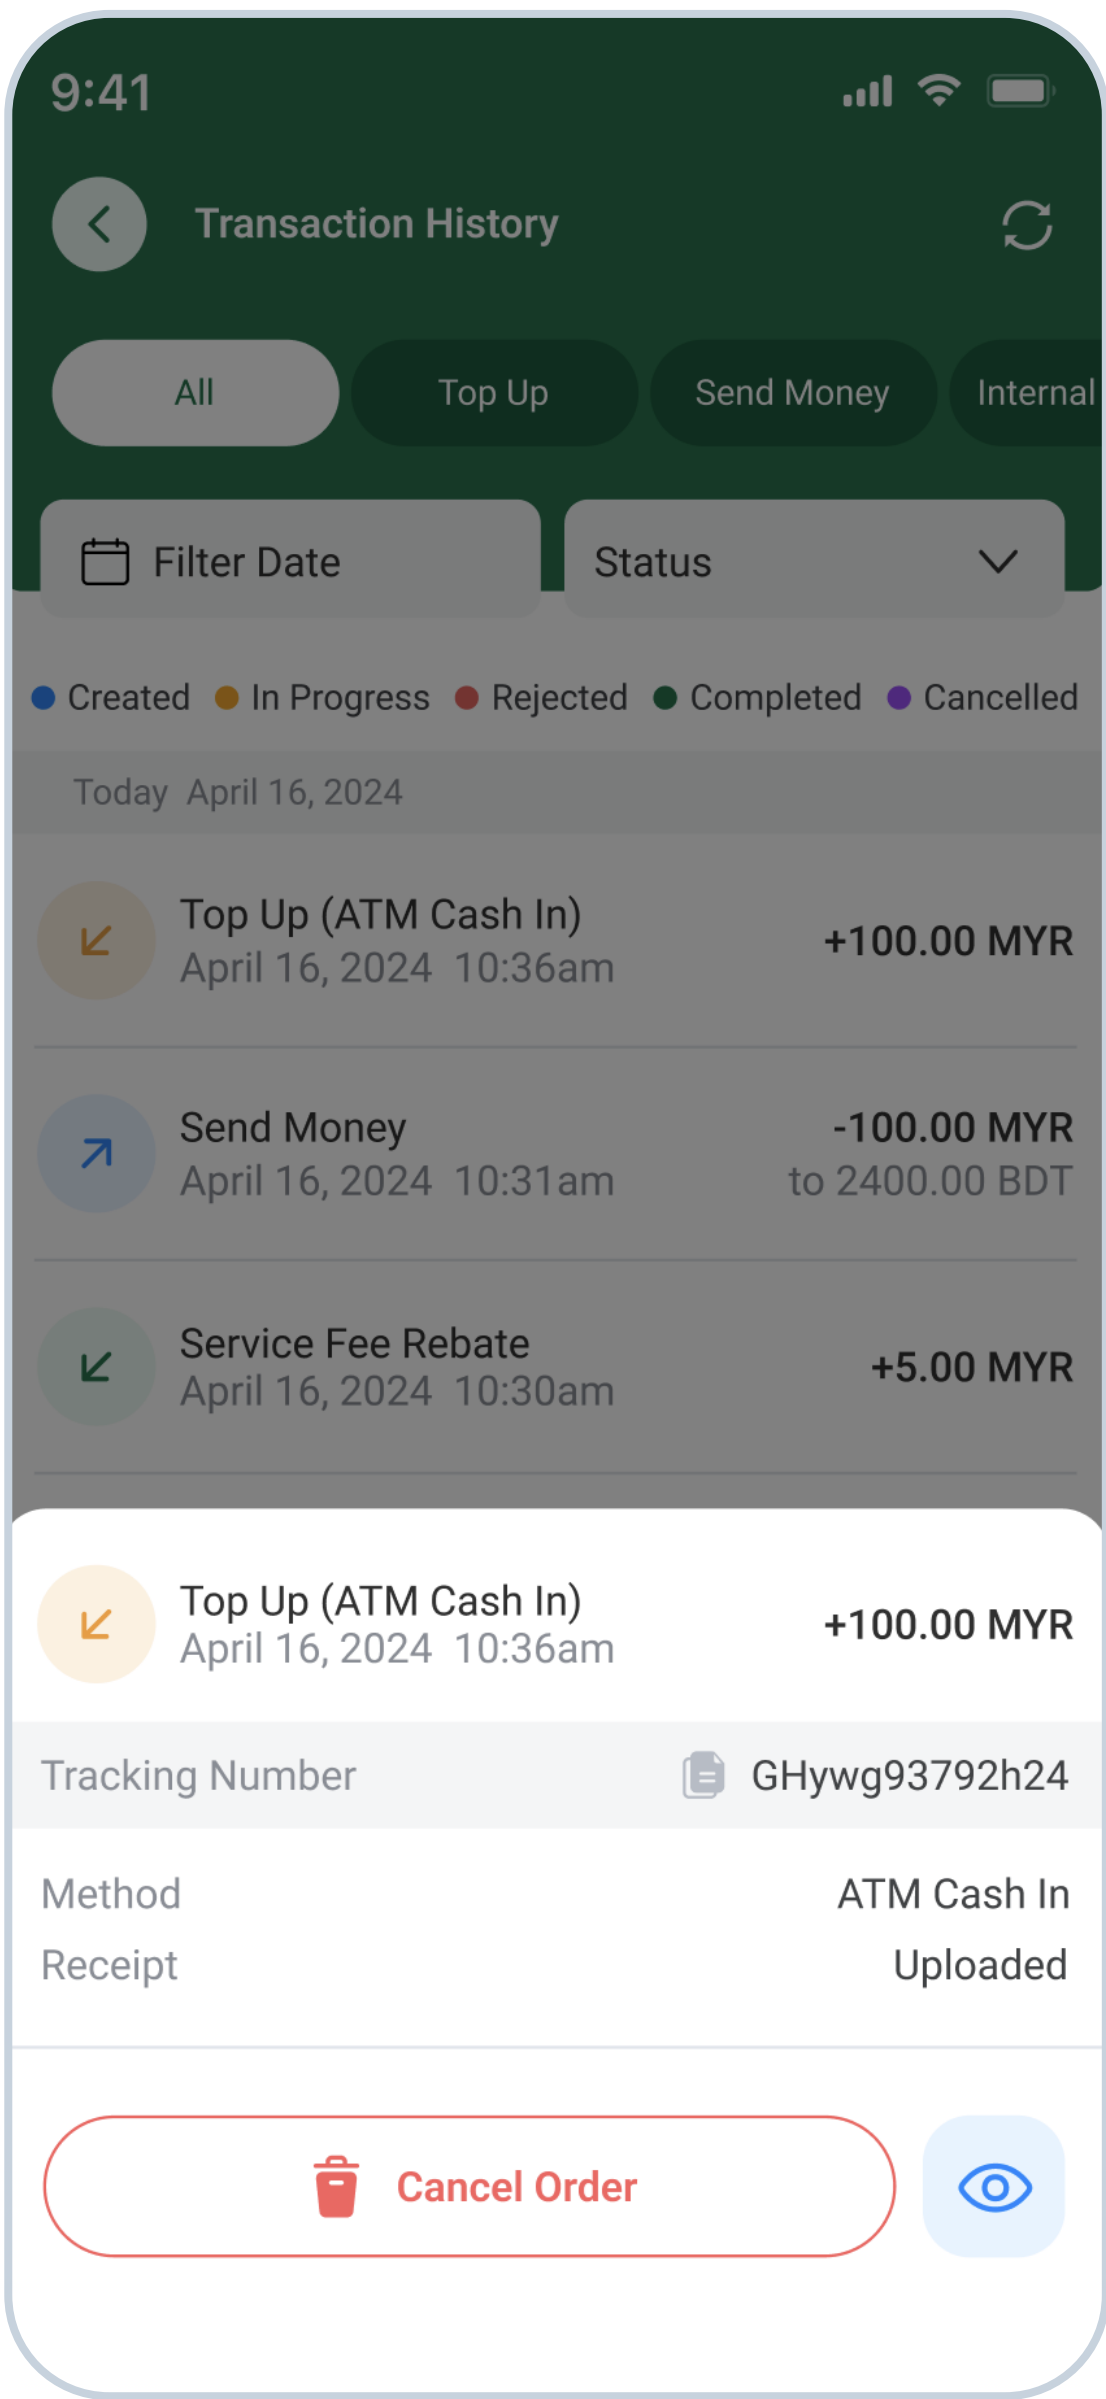 9:41
Transaction History
All Top Up Send Money Internal
Filter Date Status
Created In Progress Rejected Completed Cancelled
Today April 16, 2024
Top Up (ATM Cash In)
+100.00 MYR
April 16, 2024 10:36am
Send Money -100.00 MYR
April 16, 2024 10:31am to 2400.00 BDT
Service Fee Rebate
+5.00 MYR
April 16, 2024 10:30am
Top Up (ATM Cash In)
+100.00 MYR
April 16, 2024 10:36am
Tracking Number GHywg93792h24
Method ATM Cash In
Receipt Uploaded
Cancel Order